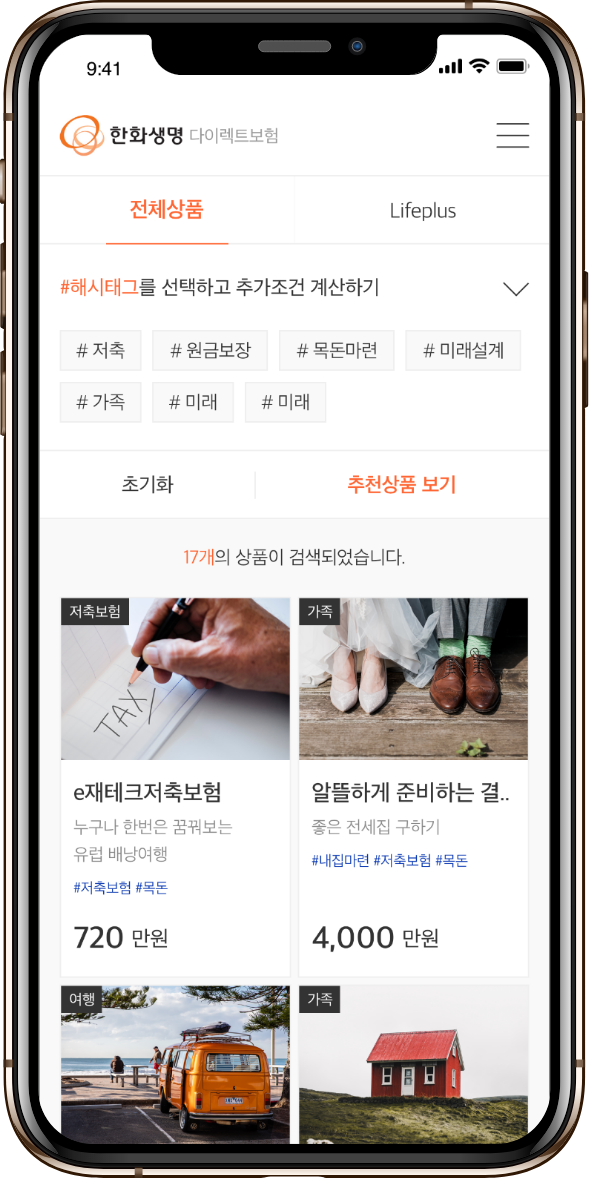 9:41
한화생명 다이렉트보험
전체상품 Lifeplus
#해시태그를 선택하고 추가조건 계산하기
# 저축 # 원금보장 # 목돈마련 # 미래설계
# 가족 # 미래 # 미래
초기화 추천상품 보기
17개의 상품이 검색되었습니다.
저축보험 가족
TAX
e재테크저축보험 알뜰하게 준비하는 결..
누구나 한번은 꿈꿔보는 좋은 전세집 구하기
유럽 배낭여행 #내집마련 #저축보험 #목돈
#저축보험 #목돈
720 만원 4,000 만원
여행 가족